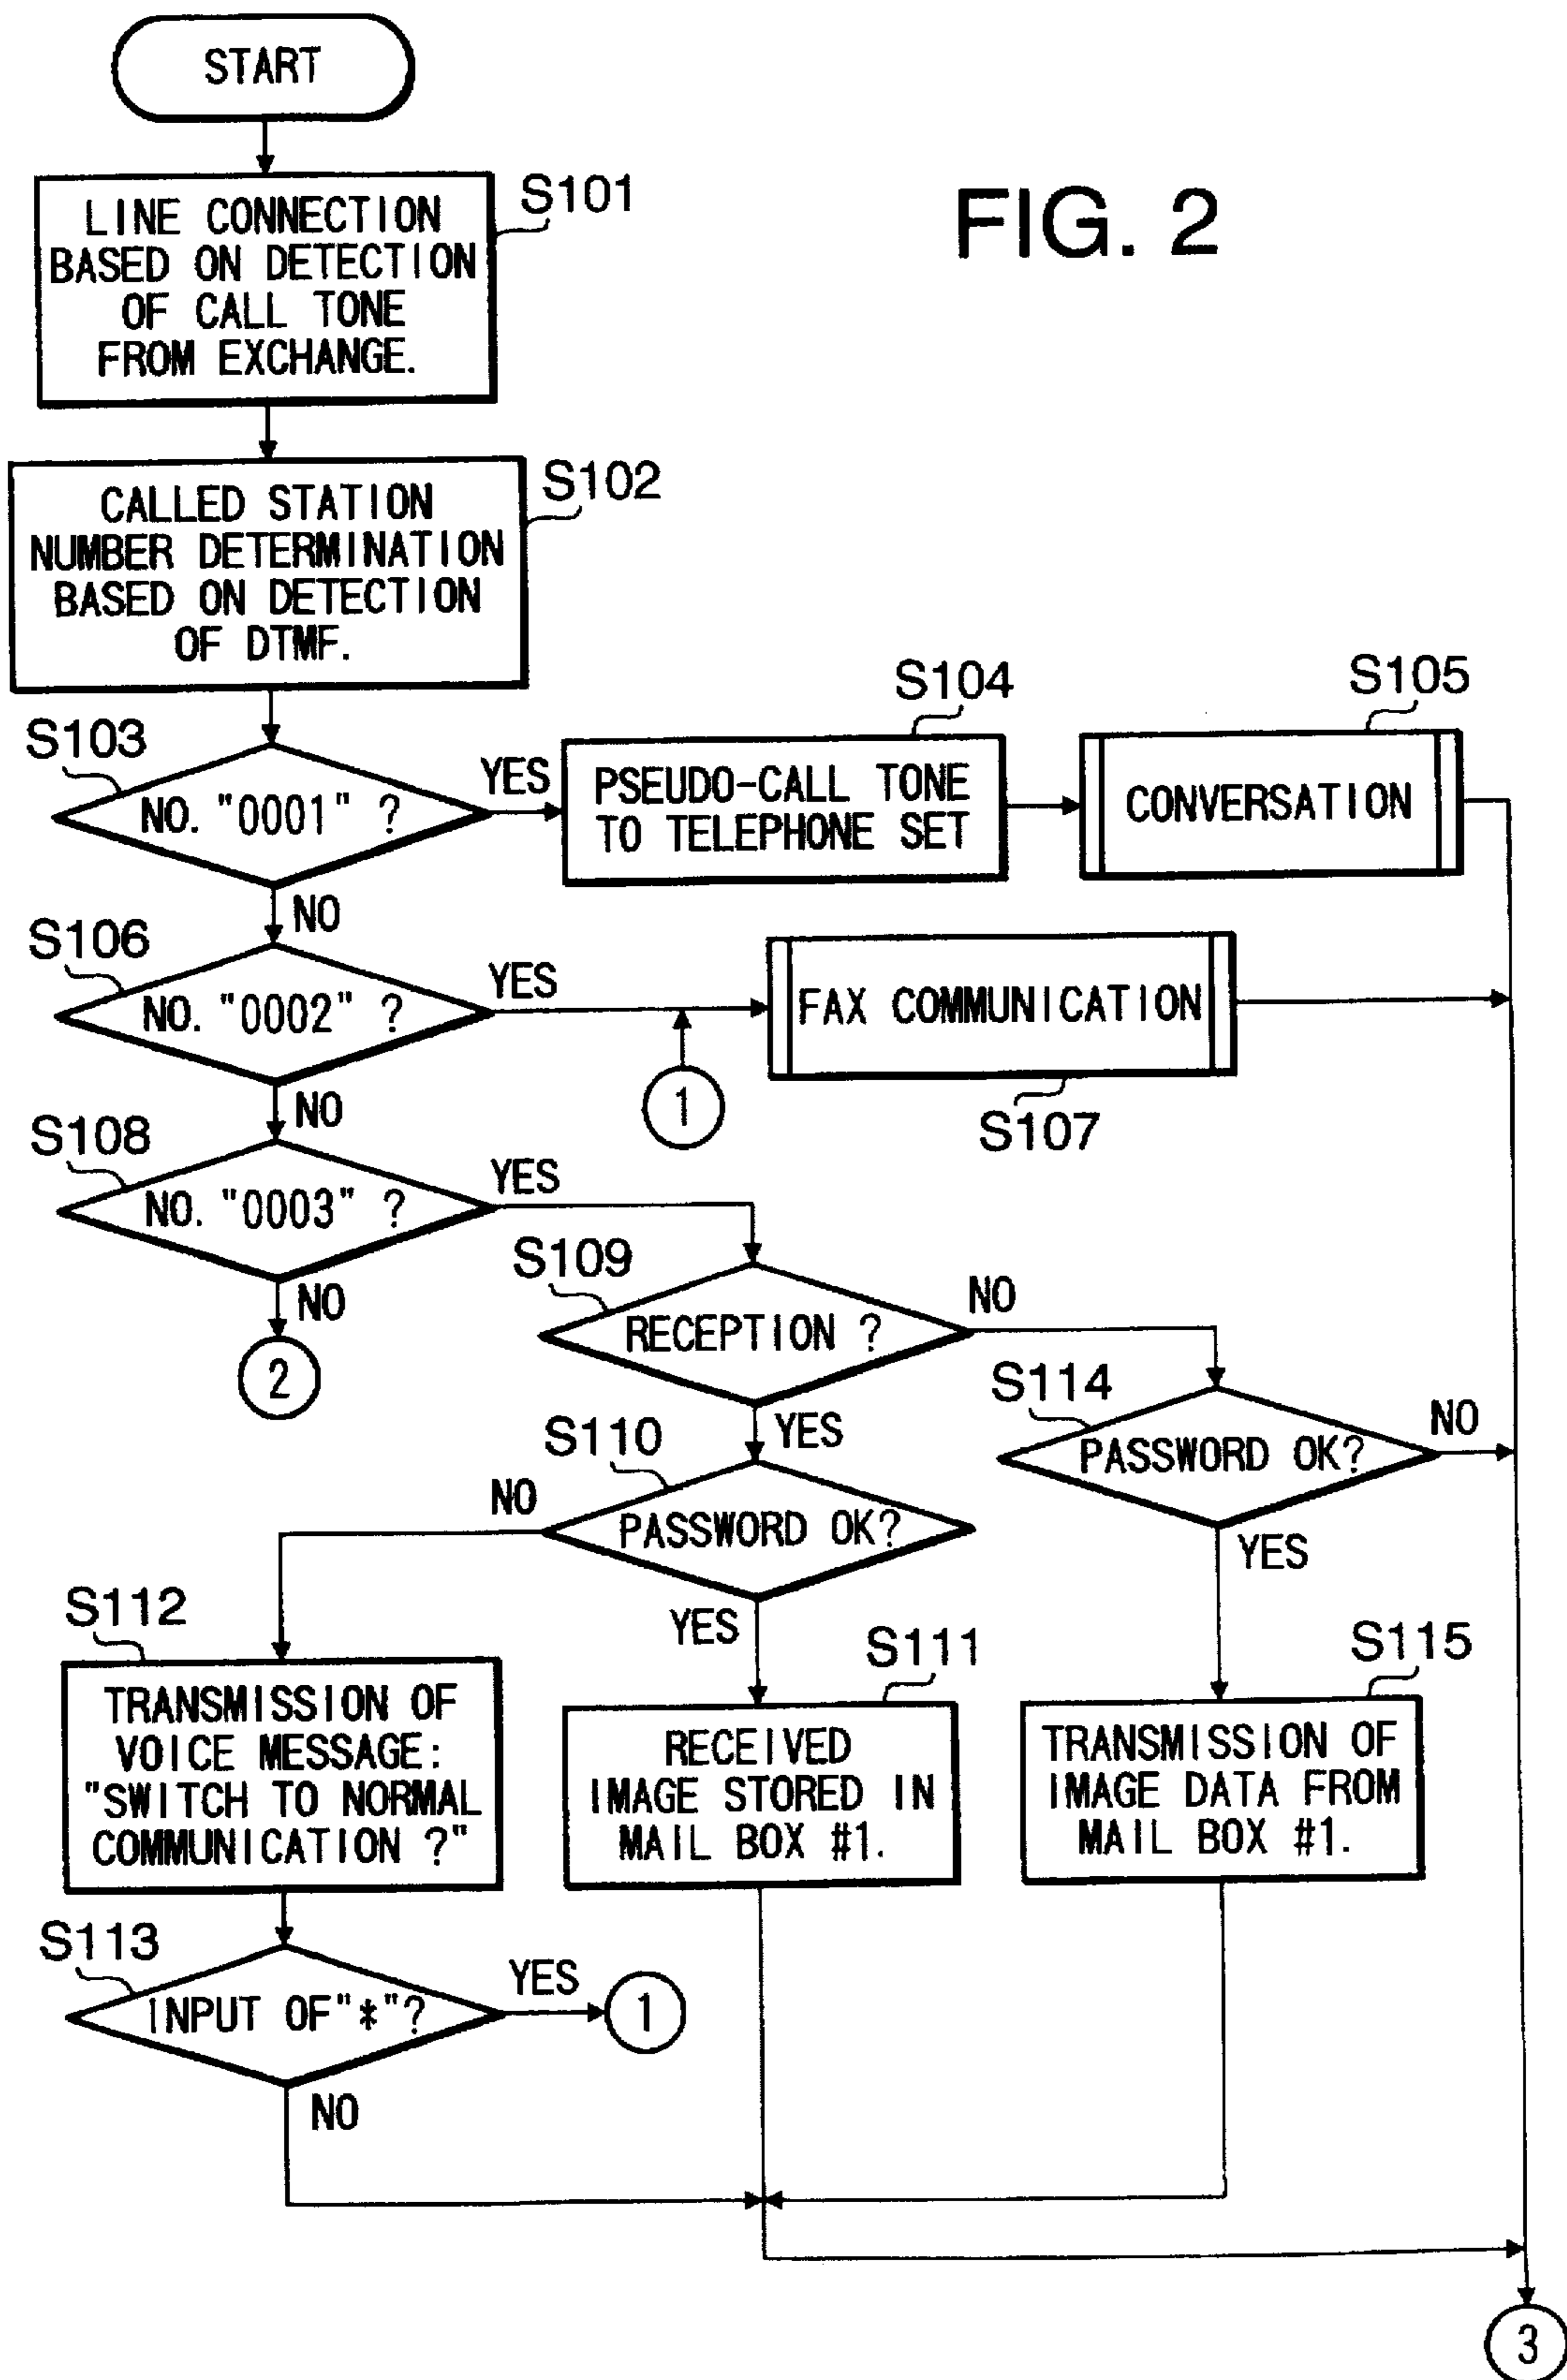 START
FIG. 2
S101
LINE CONNECTION
BASED ON DETECTION
OF CALL TONE
FROM EXCHANGE.
S102
CALLED STATION
NUMBER DETERMINATION
BASED ON DETECTION
OF DTMF.
S103
NO. "0001" ?
YES
NO
S104
PSEUDO-CALL TONE
TO TELEPHONE SET
S105
CONVERSATION
S106
NO. "0002" ?
YES
NO
1
FAX COMMUNICATION
S107
S108
NO. "0003" ?
YES
NO
2
S109
RECEPTION ?
NO
YES
S114
PASSWORD OK?
NO
YES
S110
PASSWORD OK?
NO
YES
S112
TRANSMISSION OF
VOICE MESSAGE:
"SWITCH TO NORMAL
COMMUNICATION ?"
S111
RECEIVED
IMAGE STORED IN
MAIL BOX #1.
S115
TRANSMISSION OF
IMAGE DATA FROM
MAIL BOX #1.
S113
INPUT OF"*"?
YES
1
NO
3